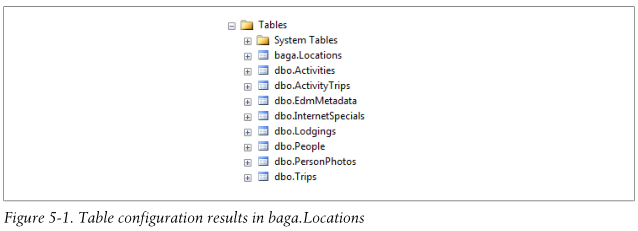 Tables
System Tables
baga.Locations
dbo.Activities
dbo.ActivityTrips
dbo.EdmMetadata
dbo.InternetSpecials
dbo.Lodgings
dbo.People
dbo.PersonPhotos
dbo.Trips
Figure 5-1. Table configuration results in baga.Locations